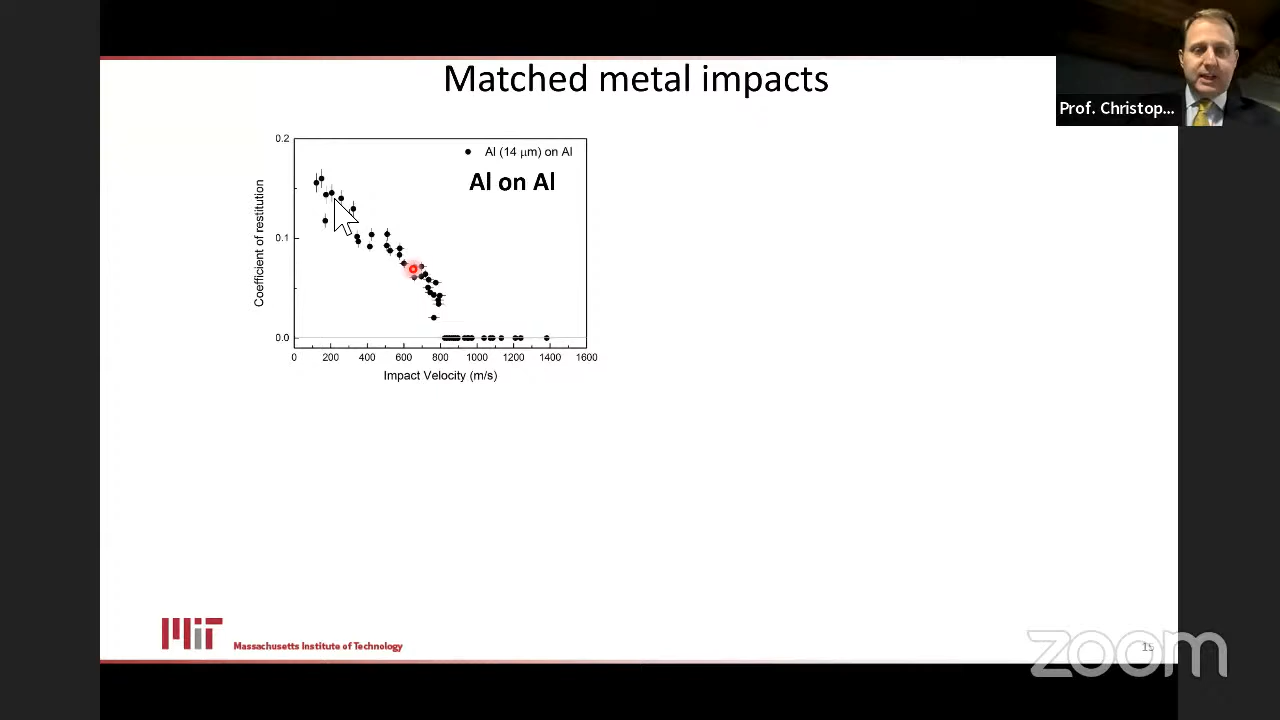 Matched metal impacts
Prof. Christop...
0.2
Al (14 μm) on Al
Al on Al
Coefficient of restitution
0.1
0.0
0 200 400 600 800 1000 1200 1400 1600
Impact Velocity (m/s)
MIT
Massachusetts Institute of Technology
15
zoom